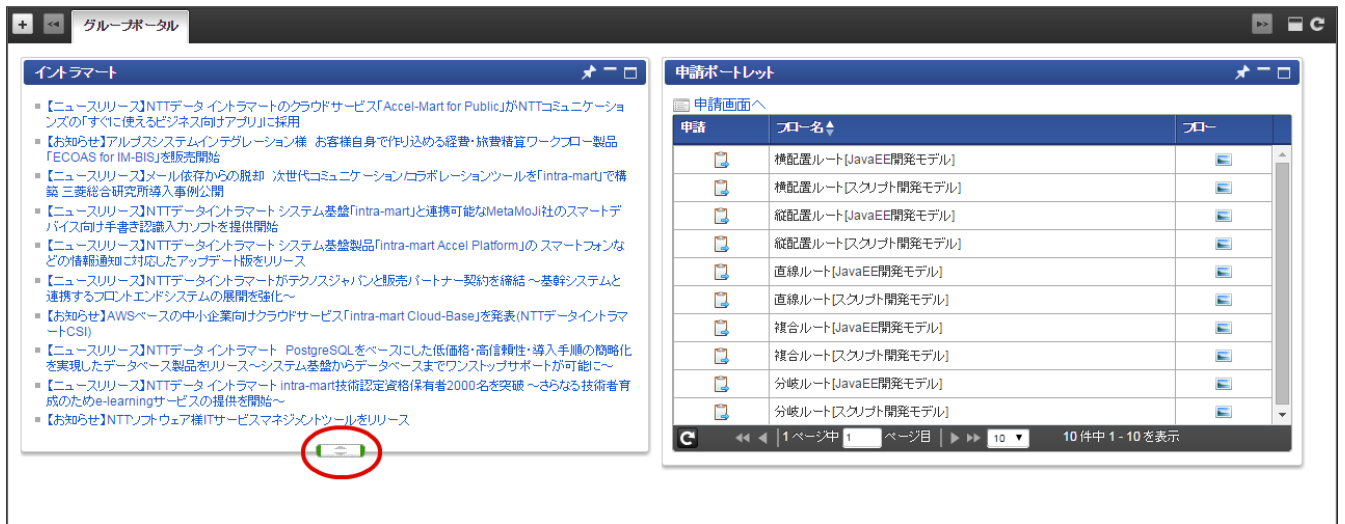 グループポータル
イントラマート
【ニュースリリース】NTTデータ イントラマートのクラウドサービス「Accel-Mart for Public」がNTTコミュニケーショ
ンズの「すぐに使えるビジネス向けアプリ」に採用
【お知らせ】アルプスシステムインテグレーション様 お客様自身で作り込める経費・旅費精算ワークフロー製品
「ECOAS for IM-BIS」を販売開始
【ニュースリリース】メール依存からの脱却 次世代コミュニケーション/コラボレーションツールを「intra-mart」で構
築 三菱総合研究所導入事例公開
【ニュースリリース】NTTデータイントラマート システム基盤「intra-mart」と連携可能なMetaMoJi社のスマートデ
バイス向け手書き認識入力ソフトを提供開始
【ニュースリリース】NTTデータイントラマート システム基盤製品「intra-mart Accel Platform」の スマートフォンな
どの情報通知に対応したアップデート版をリリース
【ニュースリリース】NTTデータイントラマートがテクノスジャパンと販売パートナー契約を締結 ～基幹システムと
連携するフロントエンドシステムの展開を強化～
【お知らせ】AWSベースの中小企業向けクラウドサービス「intra-mart Cloud-Base」を発表(NTTデータイントラマ
ートCSI)
【ニュースリリース】NTTデータ イントラマート PostgreSQLをベースにした低価格・高信頼性・導入手順の簡略化
を実現したデータベース製品をリリース～システム基盤からデータベースまでワンストップサポートが可能に～
【ニュースリリース】NTTデータ イントラマート intra-mart技術認定資格保有者2000名を突破 ～さらなる技術者育
成のためe-learningサービスの提供を開始～
【お知らせ】NTTソフトウェア様ITサービスマネジメントツールをリリース
申請ポートレット
申請画面へ
申請 フロー名 フロー
横配置ルート[JavaEE開発モデル]
横配置ルート[スクリプト開発モデル]
縦配置ルート[JavaEE開発モデル]
縦配置ルート[スクリプト開発モデル]
直線ルート[JavaEE開発モデル]
直線ルート[スクリプト開発モデル]
複合ルート[JavaEE開発モデル]
複合ルート[スクリプト開発モデル]
分岐ルート[JavaEE開発モデル]
分岐ルート[スクリプト開発モデル]
1 ページ中 1 ページ目 10 10 件中 1 - 10 を表示